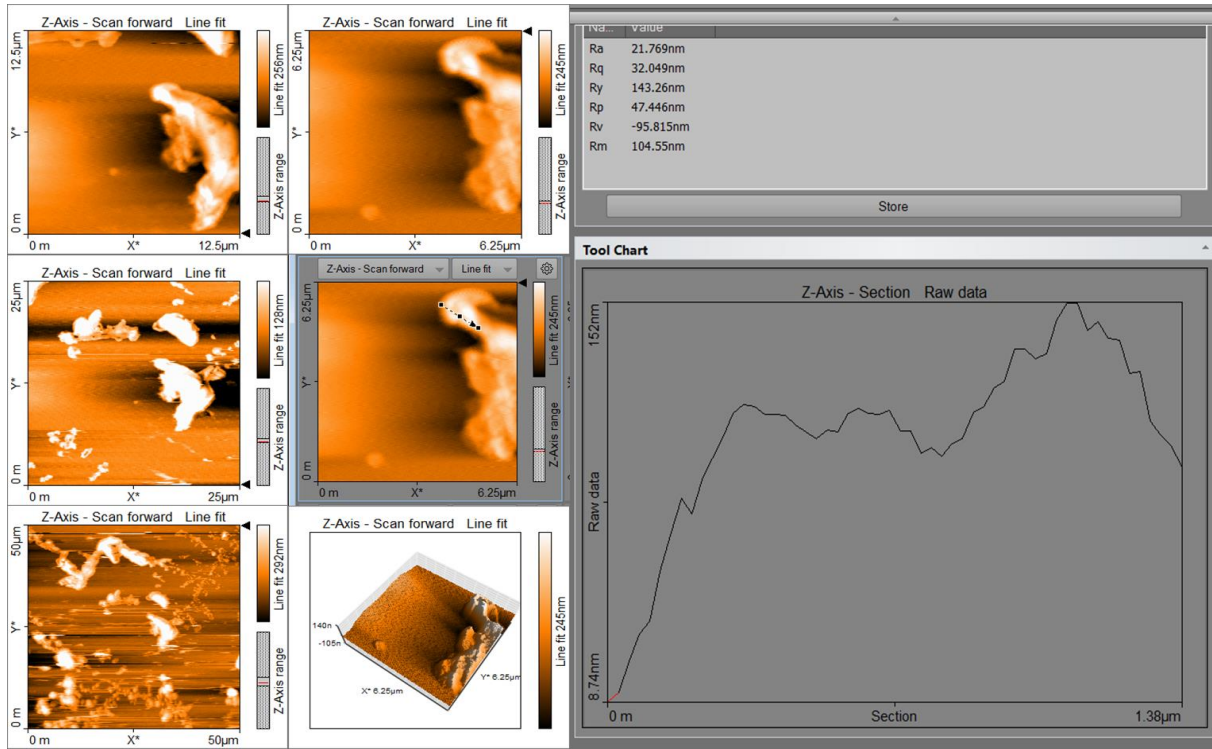 Z-Axis - Scan forward Line fit
12.5µm
Y*
0 m
0 m X* 12.5µm
Line fit 256nm
Z-Axis range
Z-Axis - Scan forward Line fit
6.25µm
Y*
0 m
0 m X* 6.25µm
Line fit 245nm
Z-Axis range
Na... Value
Ra 21.769nm
Rq 32.049nm
Ry 143.26nm
Rp 47.446nm
Rv -95.815nm
Rm 104.55nm
Store
Z-Axis - Scan forward Line fit
25µm
Y*
0 m
0 m X* 25µm
Line fit 128nm
Z-Axis range
Z-Axis - Scan forward Line fit
6.25µm
Y*
0 m
0 m X* 6.25µm
Line fit 245nm
Z-Axis range
Tool Chart
Z-Axis - Section Raw data
152nm
Raw data
8.74nm
0 m Section 1.38µm
Z-Axis - Scan forward Line fit
50µm
Y*
0 m
0 m X* 50µm
Line fit 292nm
Z-Axis range
Z-Axis - Scan forward Line fit
140n
-105n
X* 6.25µm
Y* 6.25µm
Line fit 245nm